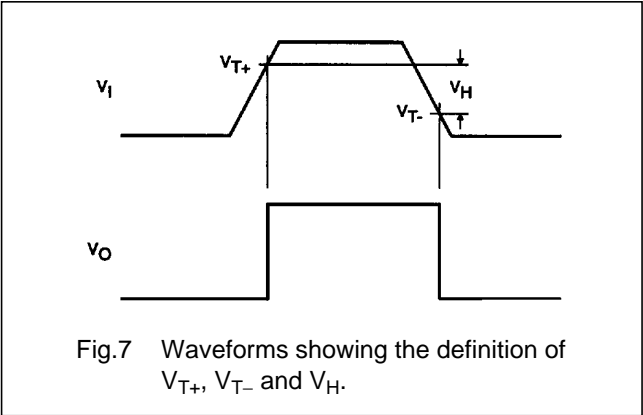 VT+
VI
VH
VT-
VO
Fig.7 Waveforms showing the definition of
VT+, VT− and VH.